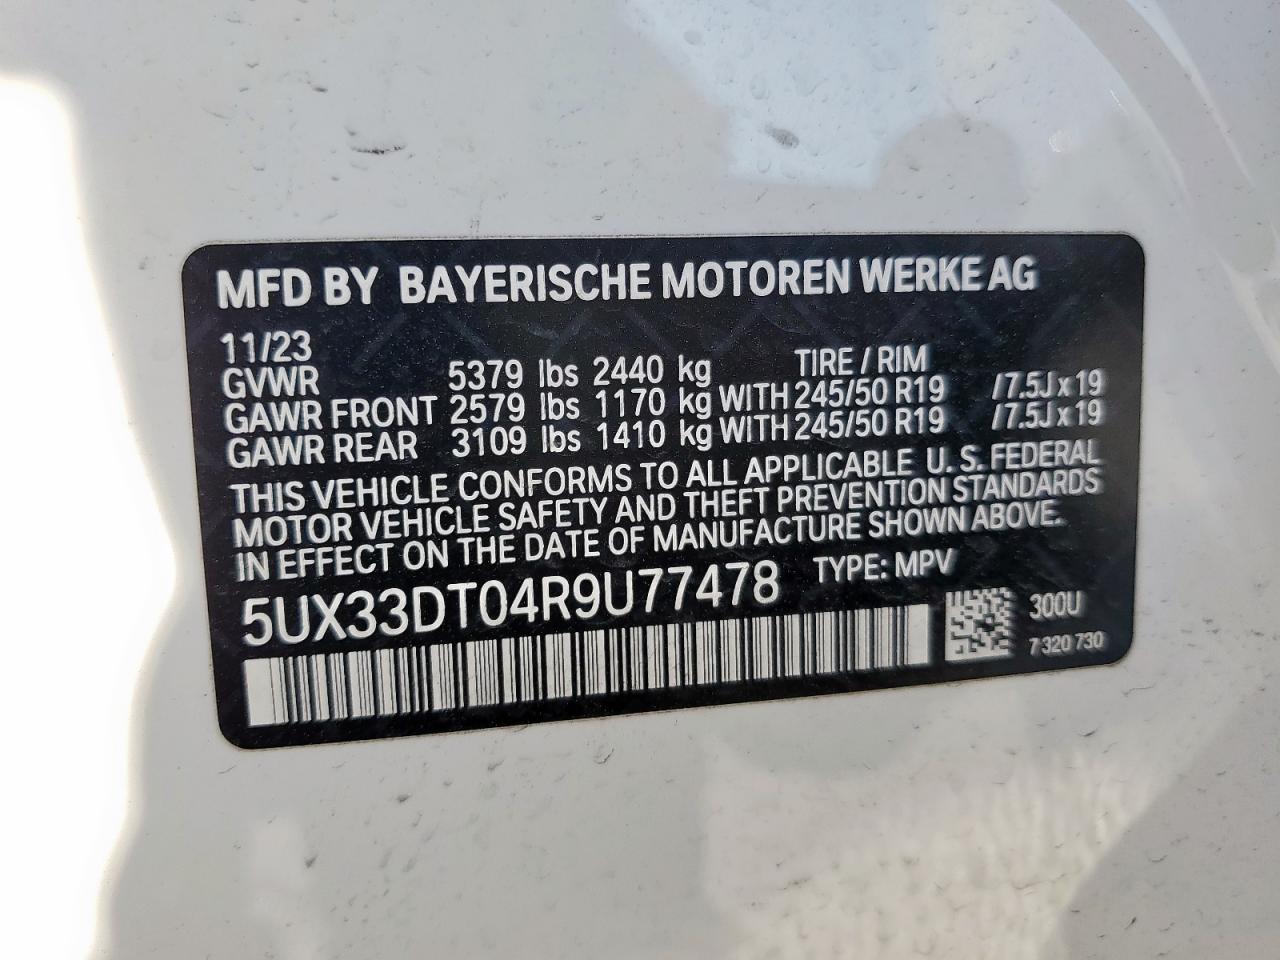 MFD BY BAYERISCHE MOTOREN WERKE AG
11/23
GVWR 5379 lbs 2440 kg TIRE / RIM
GAWR FRONT 2579 lbs 1170 kg WITH 245/50 R19 /7.5J x 19
GAWR REAR 3109 lbs 1410 kg WITH 245/50 R19 /7.5J x 19
THIS VEHICLE CONFORMS TO ALL APPLICABLE U. S. FEDERAL
MOTOR VEHICLE SAFETY AND THEFT PREVENTION STANDARDS
IN EFFECT ON THE DATE OF MANUFACTURE SHOWN ABOVE.
5UX33DT04R9U77478 TYPE: MPV
300U
7 320 730